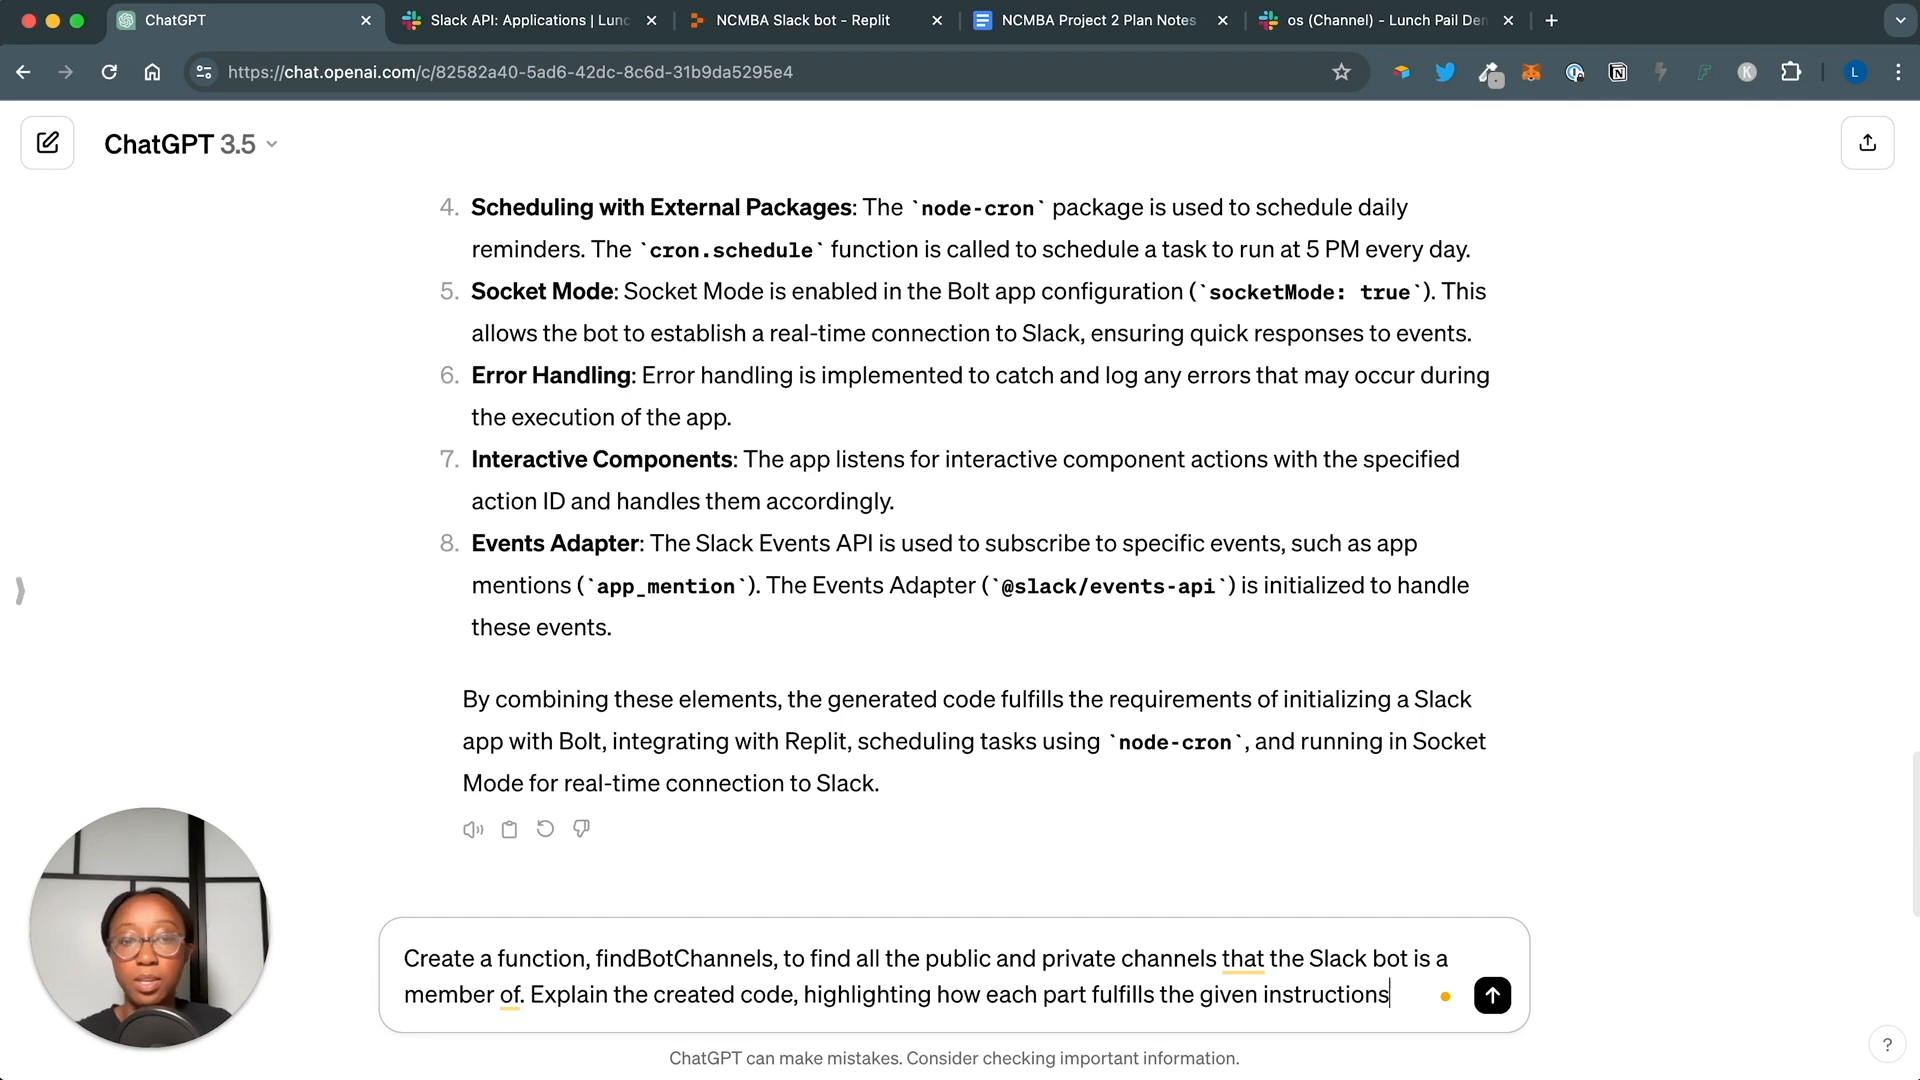 ChatGPT
Slack API: Applications | Lunc
NCMBA Slack bot - Replit
NCMBA Project 2 Plan Notes
os (Channel) - Lunch Pail Den
https://chat.openai.com/c/82582a40-5ad6-42dc-8c6d-31b9da5295e4
K
L
ChatGPT 3.5
4. Scheduling with External Packages: The `node-cron` package is used to schedule daily
reminders. The `cron.schedule` function is called to schedule a task to run at 5 PM every day.
5. Socket Mode: Socket Mode is enabled in the Bolt app configuration (`socketMode: true`). This
allows the bot to establish a real-time connection to Slack, ensuring quick responses to events.
6. Error Handling: Error handling is implemented to catch and log any errors that may occur during
the execution of the app.
7. Interactive Components: The app listens for interactive component actions with the specified
action ID and handles them accordingly.
8. Events Adapter: The Slack Events API is used to subscribe to specific events, such as app
mentions (`app_mention`). The Events Adapter (`@slack/events-api`) is initialized to handle
these events.
By combining these elements, the generated code fulfills the requirements of initializing a Slack
app with Bolt, integrating with Replit, scheduling tasks using `node-cron`, and running in Socket
Mode for real-time connection to Slack.
Create a function, findBotChannels, to find all the public and private channels that the Slack bot is a
member of. Explain the created code, highlighting how each part fulfills the given instructions
ChatGPT can make mistakes. Consider checking important information.
?